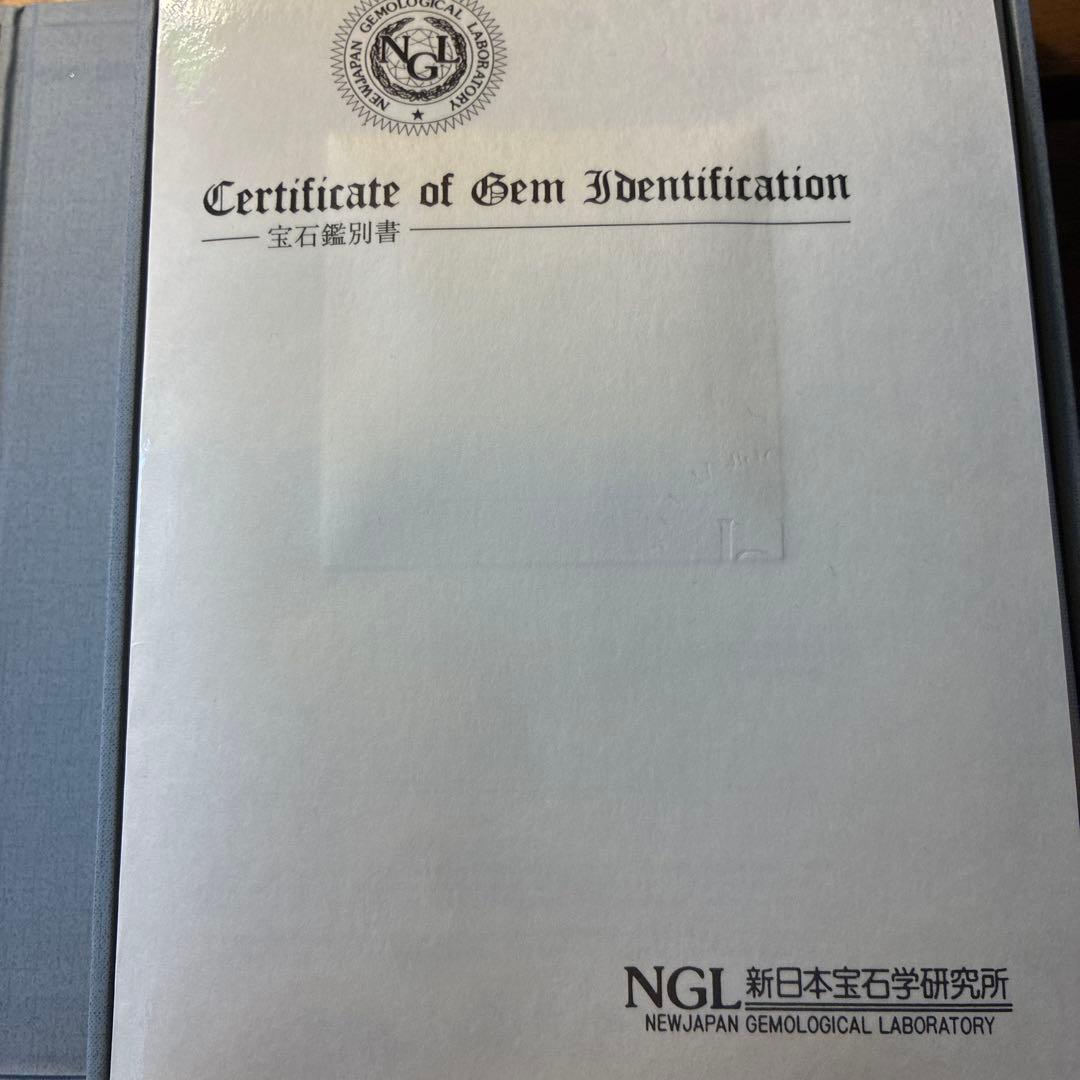 NEWJAPAN GEMOLOGICAL LABORATORY
NGL
Certificate of Gem Identification
宝石鑑別書
NGL 新日本宝石学研究所
NEWJAPAN GEMOLOGICAL LABORATORY